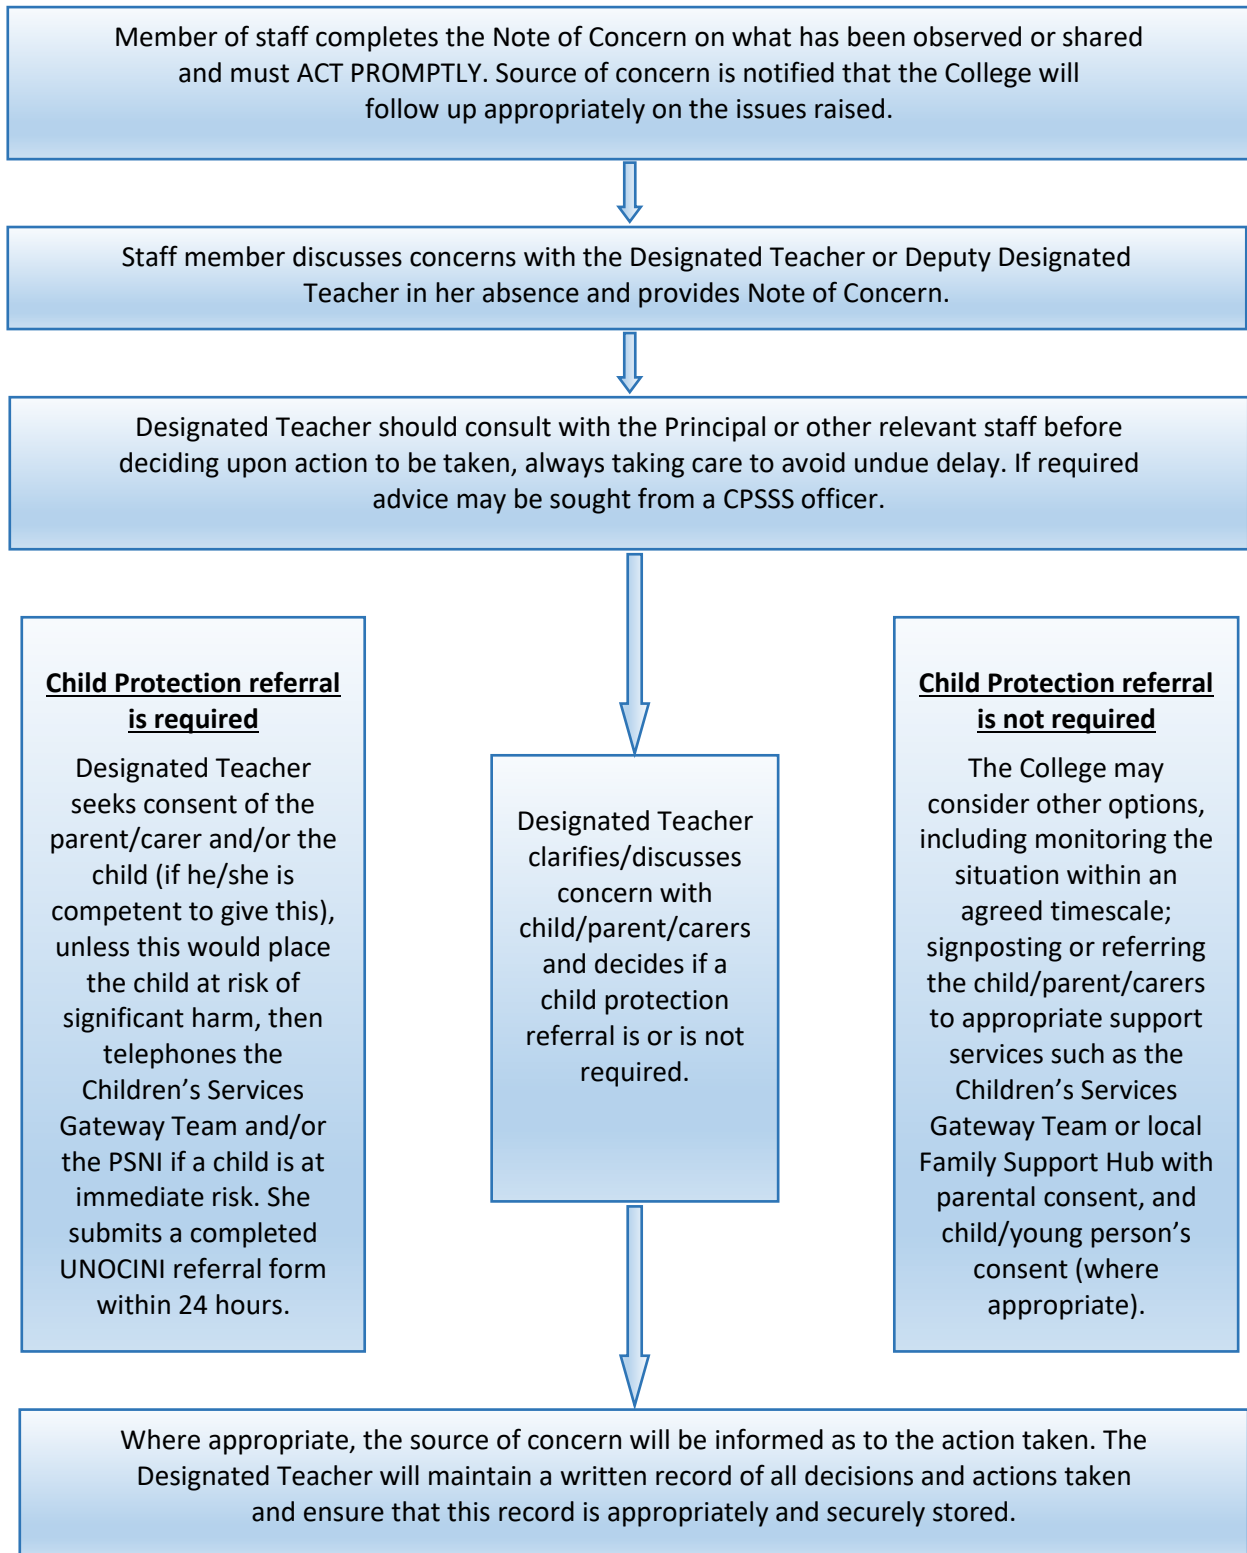 Member of staff completes the Note of Concern on what has been observed or shared
and must ACT PROMPTLY. Source of concern is notified that the College will
follow up appropriately on the issues raised.
Staff member discusses concerns with the Designated Teacher or Deputy Designated
Teacher in her absence and provides Note of Concern.
Designated Teacher should consult with the Principal or other relevant staff before
deciding upon action to be taken, always taking care to avoid undue delay. If required
advice may be sought from a CPSSS officer.
Child Protection referral
is required
Designated Teacher
seeks consent of the
parent/carer and/or the
child (if he/she is
competent to give this),
unless this would place
the child at risk of
significant harm, then
telephones the
Children’s Services
Gateway Team and/or
the PSNI if a child is at
immediate risk. She
submits a completed
UNOCINI referral form
within 24 hours.
Designated Teacher
clarifies/discusses
concern with
child/parent/carers
and decides if a
child protection
referral is or is not
required.
Child Protection referral
is not required
The College may
consider other options,
including monitoring the
situation within an
agreed timescale;
signposting or referring
the child/parent/carers
to appropriate support
services such as the
Children’s Services
Gateway Team or local
Family Support Hub with
parental consent, and
child/young person’s
consent (where
appropriate).
Where appropriate, the source of concern will be informed as to the action taken. The
Designated Teacher will maintain a written record of all decisions and actions taken
and ensure that this record is appropriately and securely stored.